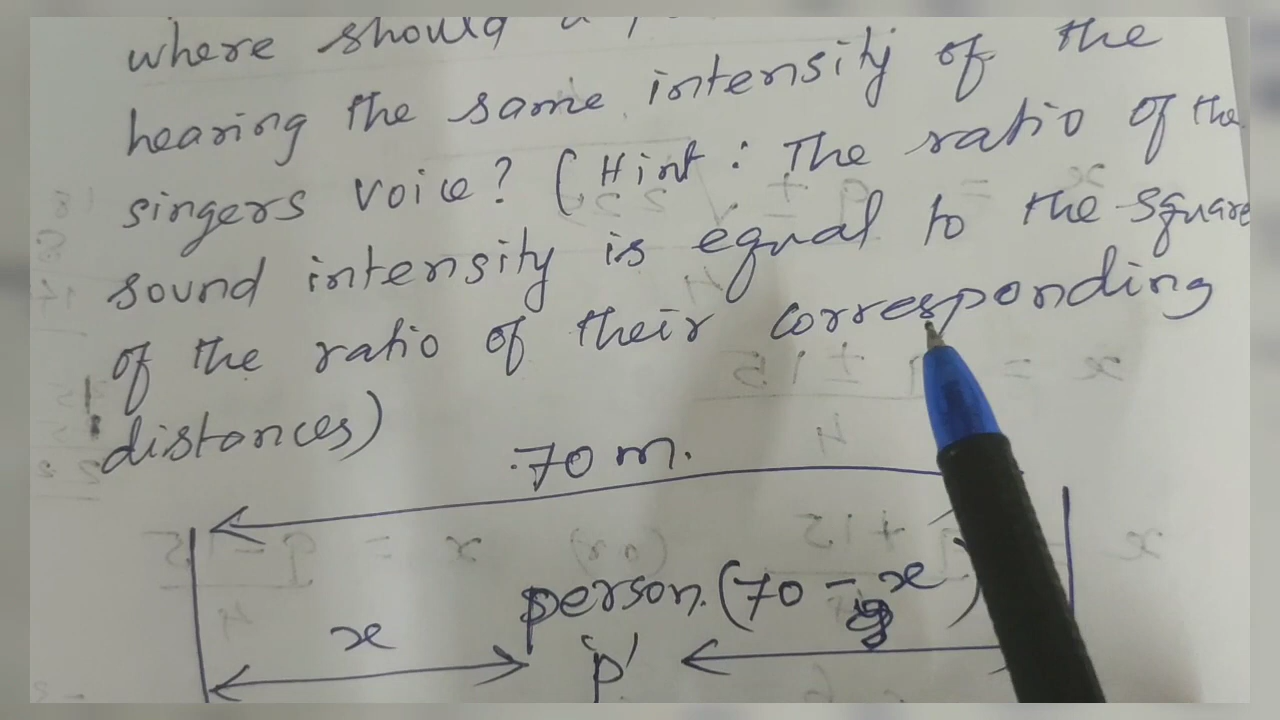 where should a
hearing the same intensity of the
singers voice? (Hint: The ratio of the
sound intensity is equal to the square
of the ratio of their corresponding
distances)
70 m.
person. (70 - x)
x
'p'